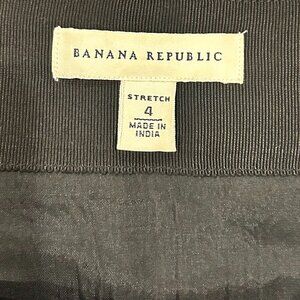 BANANA REPUBLIC
STRETCH
4
MADE IN
INDIA